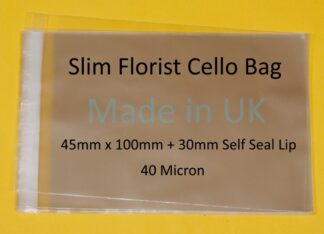 Slim Florist Cello Bag
Made in UK
45mm x 100mm + 30mm Self Seal Lip
40 Micron